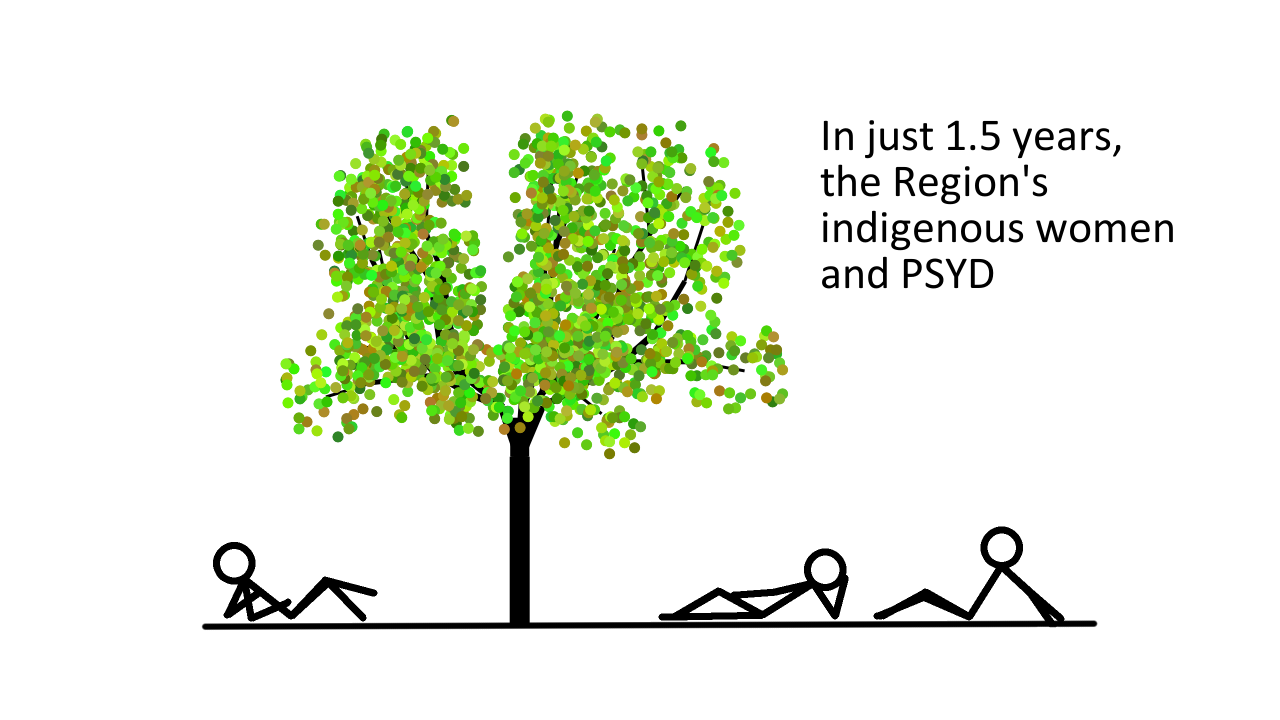 In just 1.5 years,
the Region's
indigenous women
and PSYD